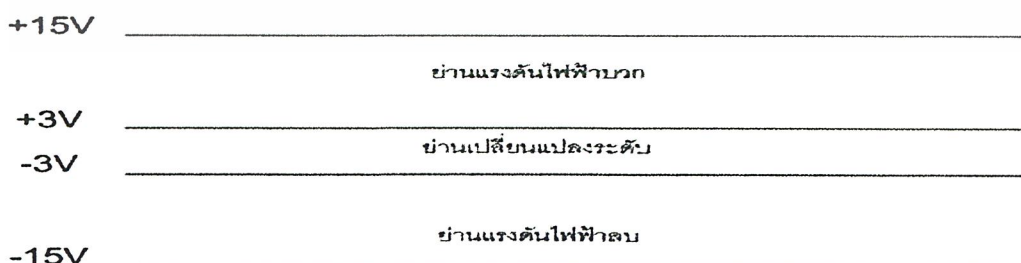 +15V
ย่านแรงดันไฟฟ้าบวก
+3V
ย่านเปลี่ยนแปลงระดับ
-3V
ย่านแรงดันไฟฟ้าลบ
-15V